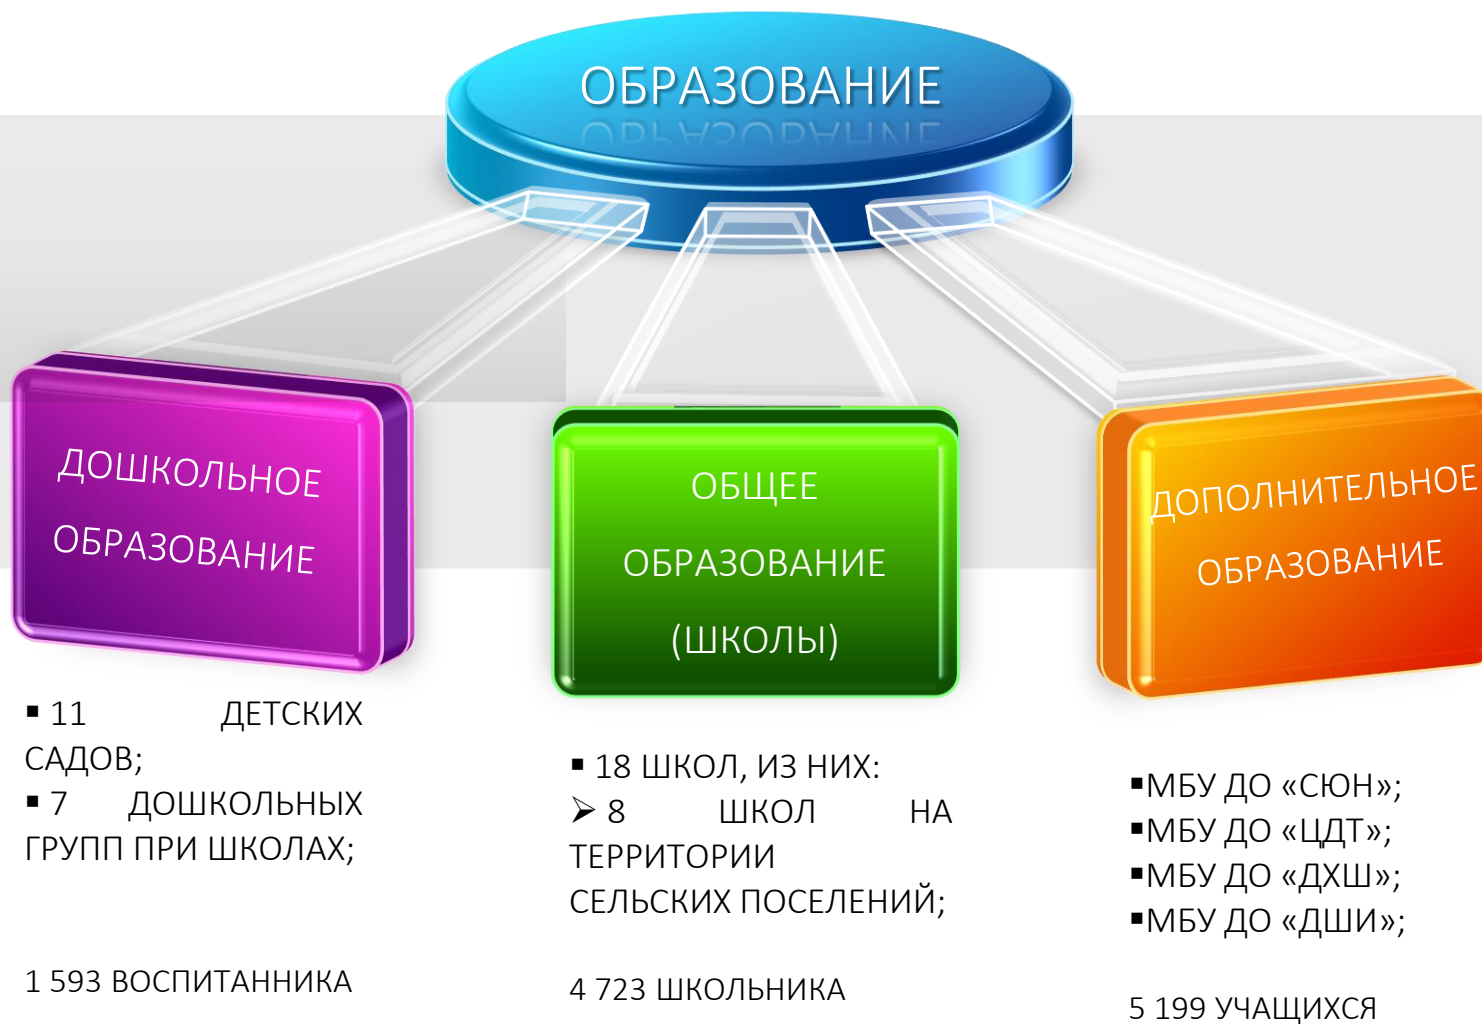 ОБРАЗОВАНИЕ
ДОШКОЛЬНОЕ
ОБРАЗОВАНИЕ
▪ 11 ДЕТСКИХ
САДОВ;
▪ 7 ДОШКОЛЬНЫХ
ГРУПП ПРИ ШКОЛАХ;
1 593 ВОСПИТАННИКА
ОБЩЕЕ
ОБРАЗОВАНИЕ
(ШКОЛЫ)
▪ 18 ШКОЛ, ИЗ НИХ:
➢ 8 ШКОЛ НА
ТЕРРИТОРИИ
СЕЛЬСКИХ ПОСЕЛЕНИЙ;
4 723 ШКОЛЬНИКА
ДОПОЛНИТЕЛЬНОЕ
ОБРАЗОВАНИЕ
▪МБУ ДО «СЮН»;
▪МБУ ДО «ЦДТ»;
▪МБУ ДО «ДХШ»;
▪МБУ ДО «ДШИ»;
5 199 УЧАЩИХСЯ